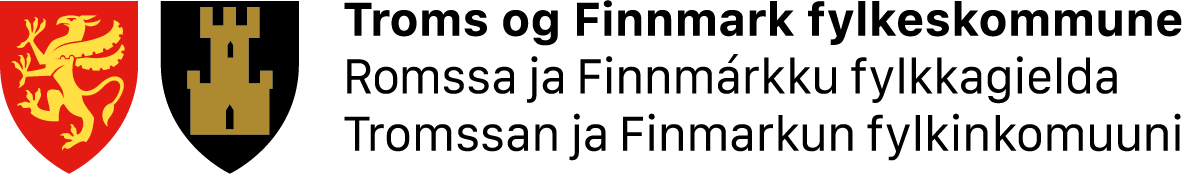 Troms og Finnmark fylkeskommune
Romssa ja Finnmárkku fylkkagielda
Tromssan ja Finmarkun fylkinkomuuni